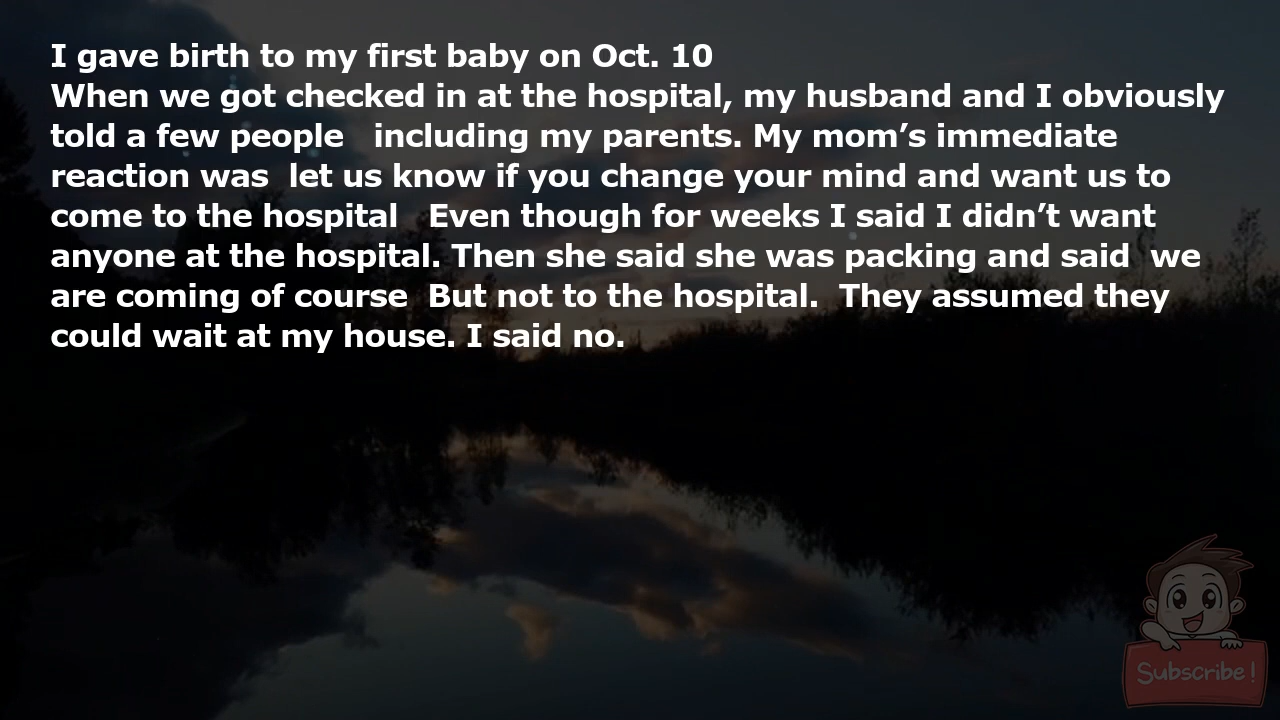 I gave birth to my first baby on Oct. 10
When we got checked in at the hospital, my husband and I obviously
told a few people   including my parents. My mom’s immediate
reaction was  let us know if you change your mind and want us to
come to the hospital   Even though for weeks I said I didn’t want
anyone at the hospital. Then she said she was packing and said  we
are coming of course  But not to the hospital.  They assumed they
could wait at my house. I said no.
Subscribe!